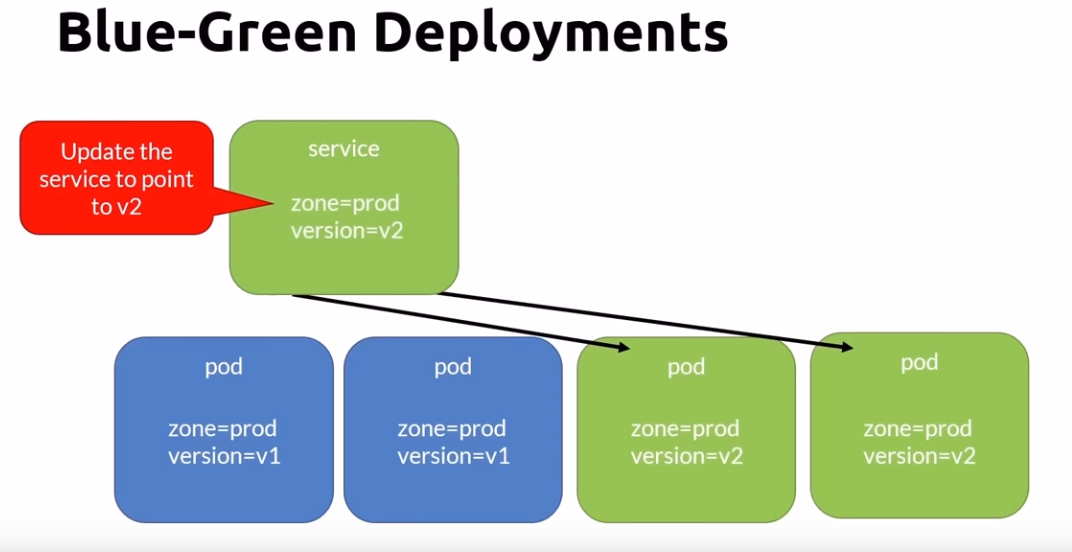 Blue-Green Deployments
Update the
service to point
to v2
service
zone=prod
version=v2
pod
zone=prod
version=v1
pod
zone=prod
version=v1
pod
zone=prod
version=v2
pod
zone=prod
version=v2